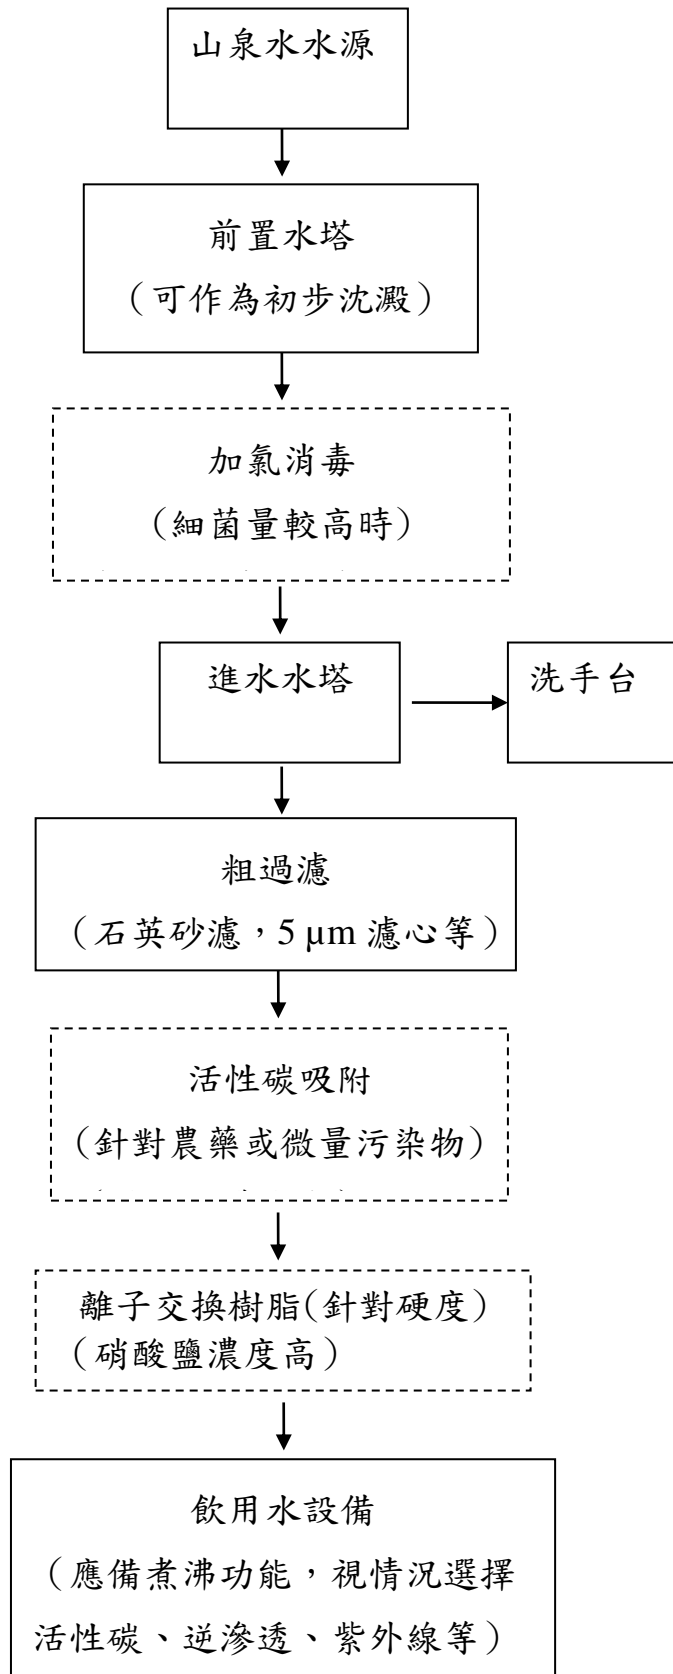 山泉水水源
前置水塔
（可作為初步沈澱）
加氯消毒
（細菌量較高時）
進水水塔
洗手台
粗過濾
（石英砂濾，5 μm 濾心等）
活性碳吸附
（針對農藥或微量污染物）
離子交換樹脂(針對硬度)
（硝酸鹽濃度高）
飲用水設備
（應備煮沸功能，視情況選擇
活性碳、逆滲透、紫外線等）